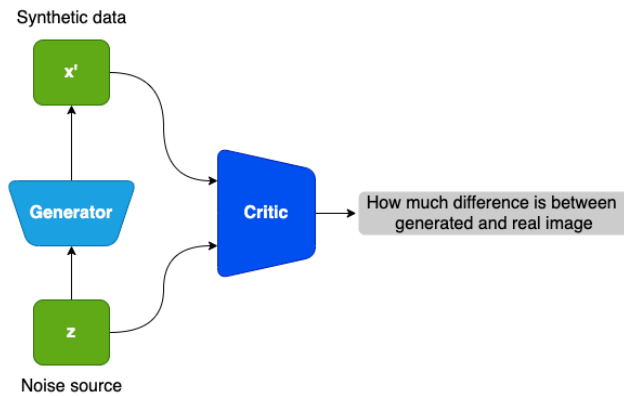 Synthetic data
x'
Generator
Critic
How much difference is between
generated and real image
z
Noise source